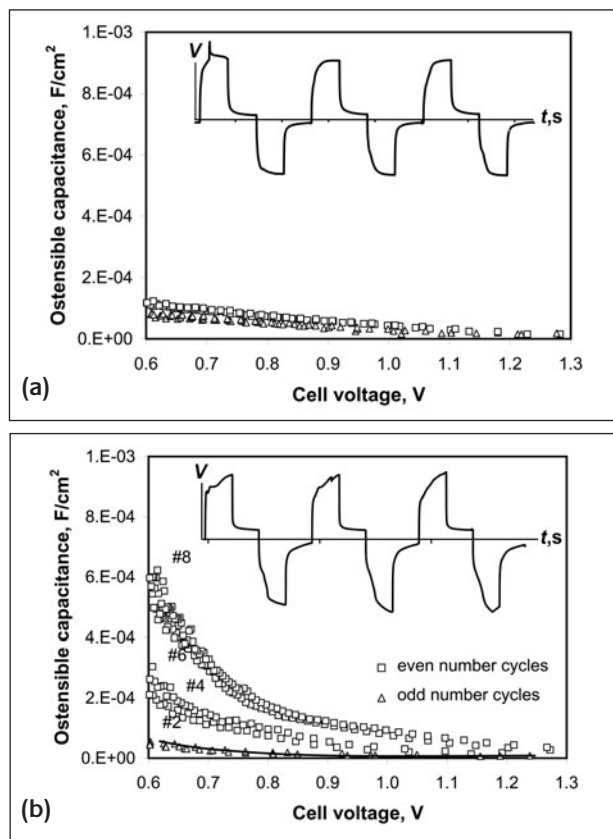 Ostensible capacitance, F/cm²
1.E-03
8.E-04
6.E-04
4.E-04
2.E-04
0.E+00
V
t,s
0.6 0.7 0.8 0.9 1.0 1.1 1.2 1.3
Cell voltage, V
(a)
Ostensible capacitance, F/cm²
1.E-03
8.E-04
6.E-04
4.E-04
2.E-04
0.E+00
V
t,s
#8
#6
#4
#2
□ even number cycles
△ odd number cycles
0.6 0.7 0.8 0.9 1.0 1.1 1.2 1.3
Cell voltage, V
(b)